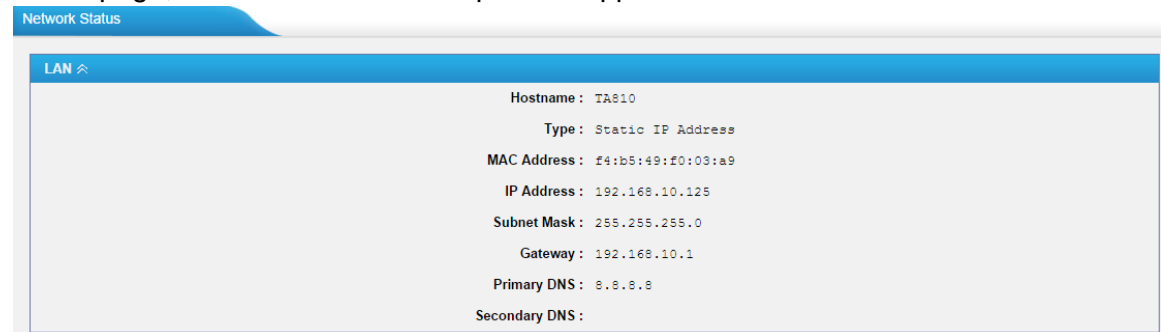 Network Status
LAN
Hostname : TA810
Type : Static IP Address
MAC Address : f4:b5:49:f0:03:a9
IP Address : 192.168.10.125
Subnet Mask : 255.255.255.0
Gateway : 192.168.10.1
Primary DNS : 8.8.8.8
Secondary DNS :